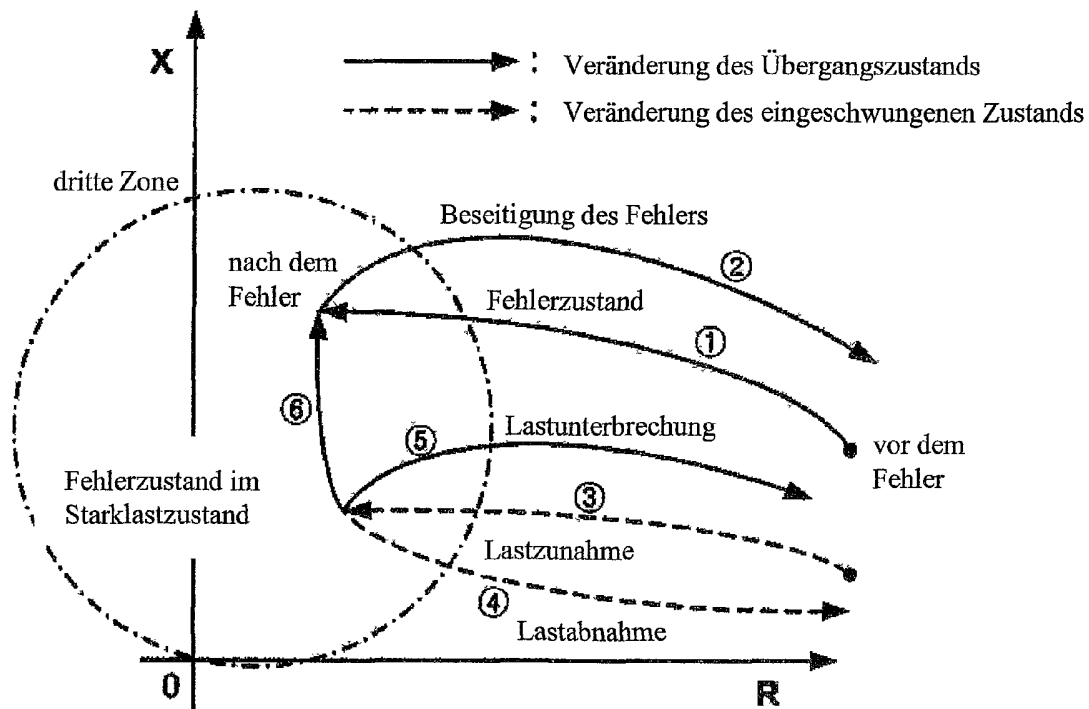 X
: Veränderung des Übergangszustands
: Veränderung des eingeschwungenen Zustands
dritte Zone
Beseitigung des Fehlers
②
nach dem
Fehler
Fehlerzustand
①
⑥
⑤
Lastunterbrechung
vor dem
Fehler
Fehlerzustand im
Starklastzustand
③
Lastzunahme
④
Lastabnahme
0
R